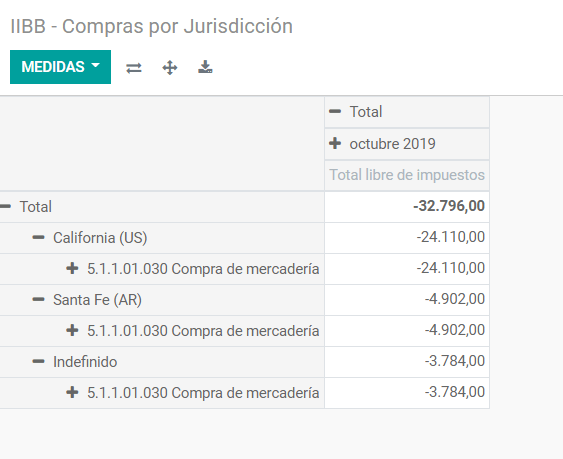 IIBB - Compras por Jurisdicción
MEDIDAS
Total
octubre 2019
Total libre de impuestos
Total -32.796,00
California (US) -24.110,00
5.1.1.01.030 Compra de mercadería -24.110,00
Santa Fe (AR) -4.902,00
5.1.1.01.030 Compra de mercadería -4.902,00
Indefinido -3.784,00
5.1.1.01.030 Compra de mercadería -3.784,00